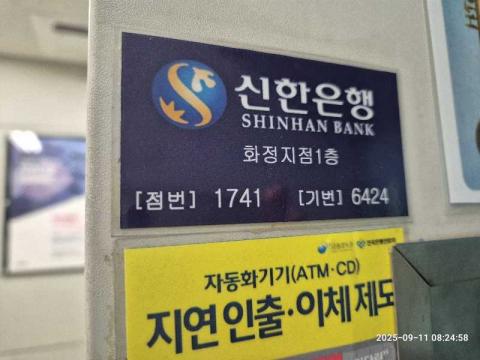 신한은행
SHINHAN BANK
화정지점1층
[점번] 1741 [기번] 6424
자동화기기(ATM·CD)
지연 인출·이체 제도
2025-09-11 08:24:58